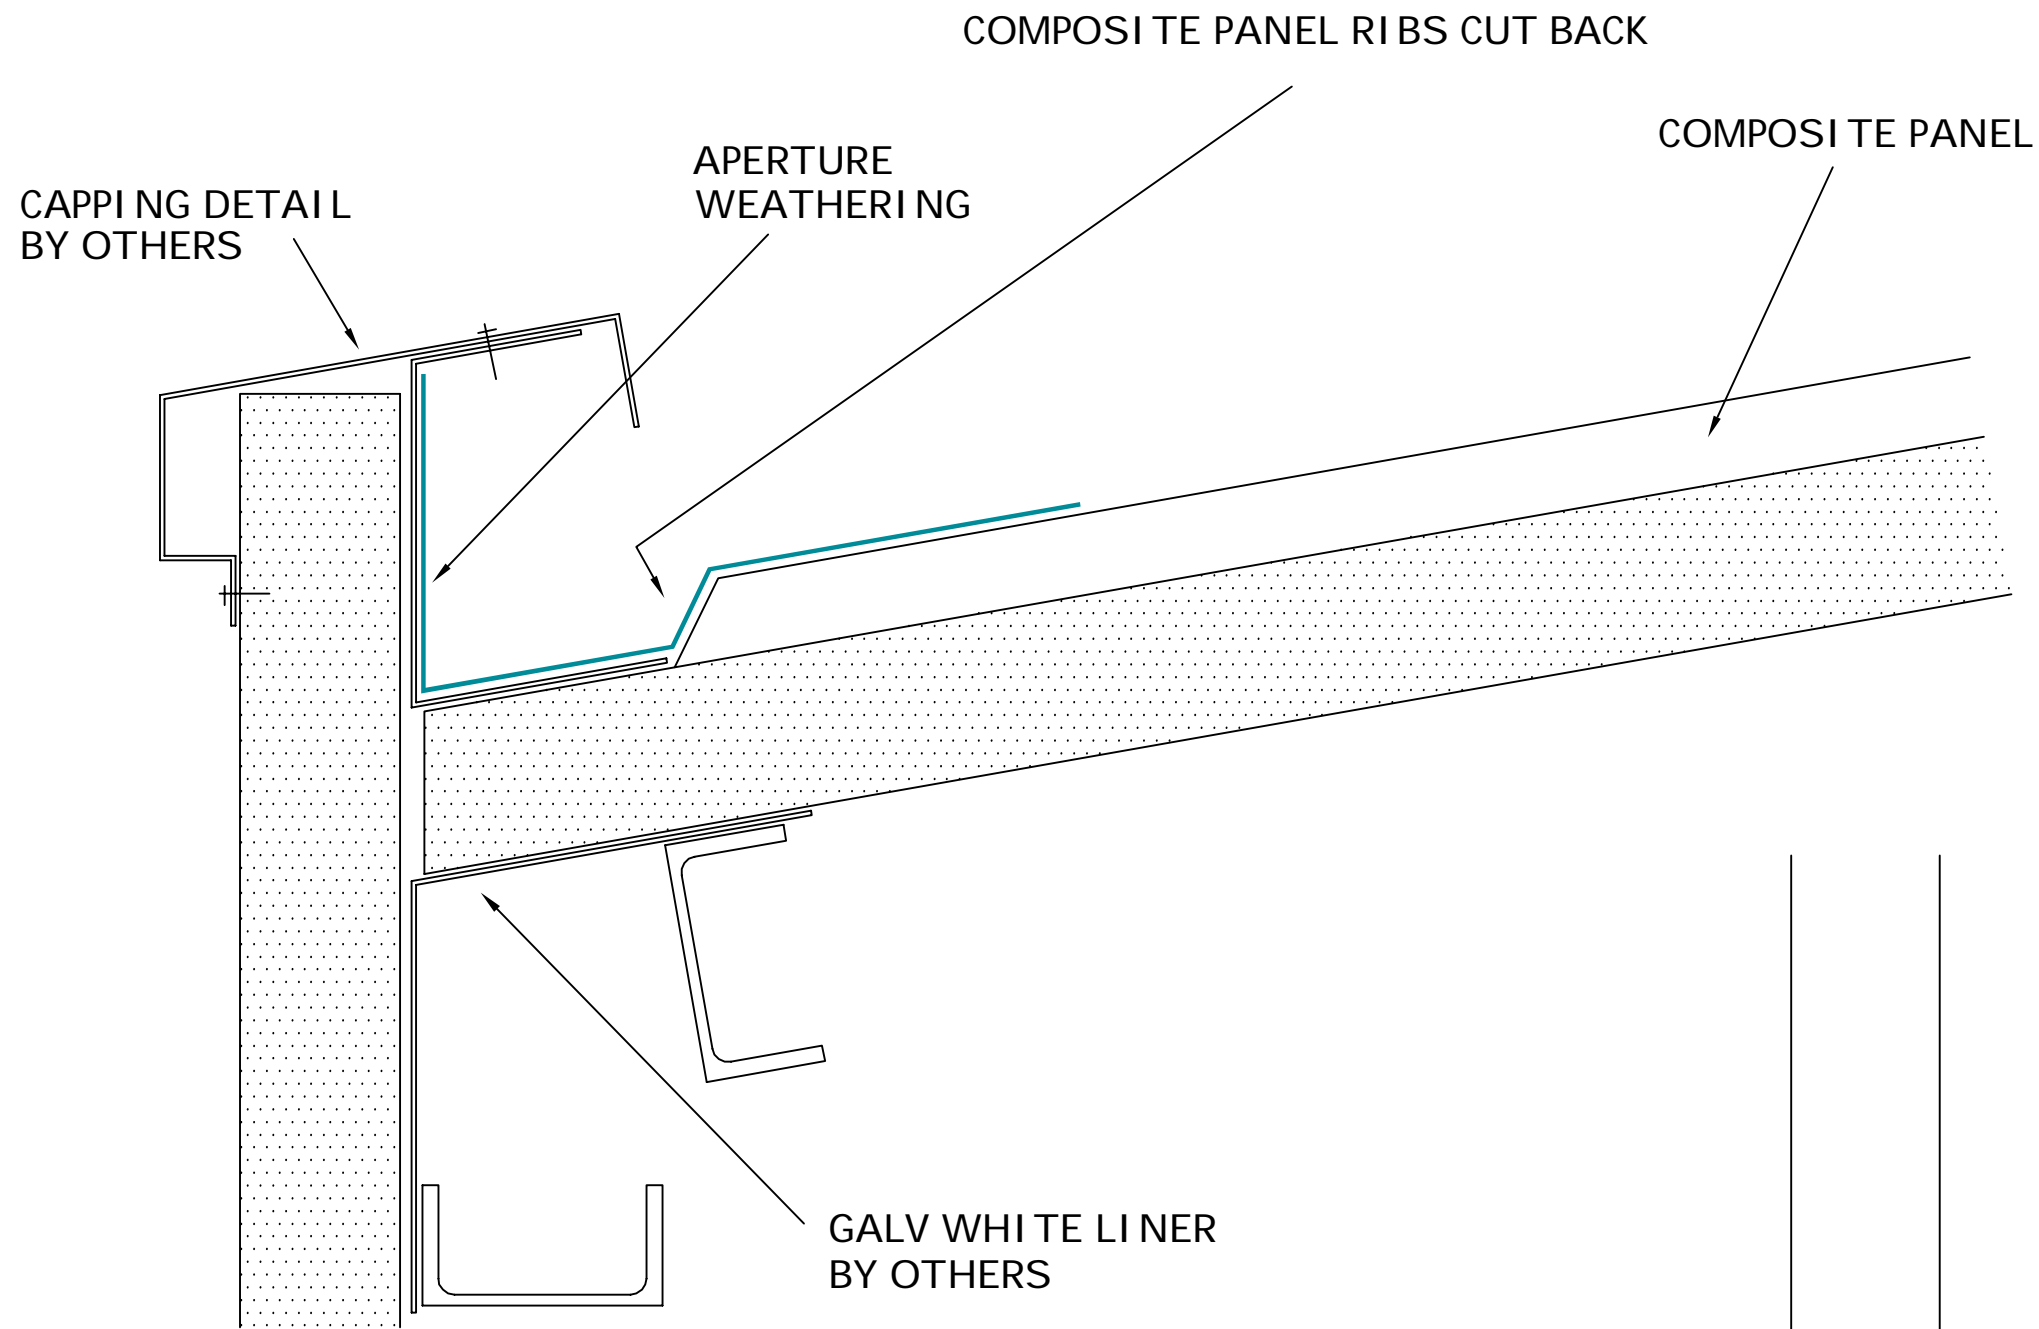 COMPOSITE PANEL RIBS CUT BACK
COMPOSITE PANEL
APERTURE
WEATHERING
CAPPING DETAIL
BY OTHERS
GALV WHITE LINER
BY OTHERS